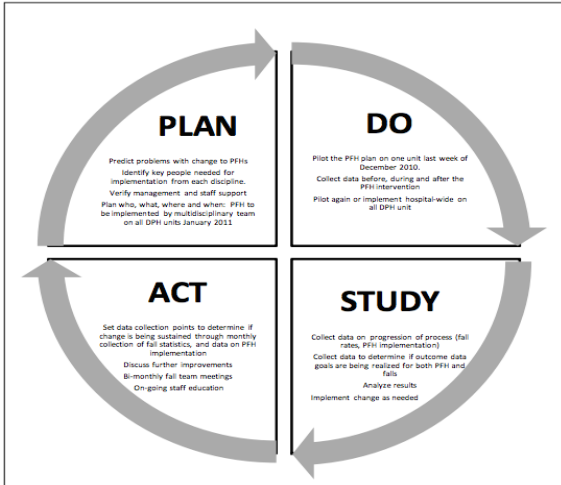 PLAN
Predict problems with change to PFHs
Identify key people needed for
implementation from each discipline.
Verify management and staff support
Plan who, what, where and when: PFH to
be implemented by multidisciplinary team
on all DPH units January 2011
DO
Pilot the PFH plan on one unit last week of
December 2010.
Collect data before, during and after the
PFH intervention
Pilot again or implement hospital-wide on
all DPH unit
ACT
Set data collection points to determine if
change is being sustained through monthly
collection of fall statistics, and data on PFH
implementation
Discuss further improvements
Bi-monthly fall team meetings
On-going staff education
STUDY
Collect data on progression of process (fall
rates, PFH implementation)
Collect data to determine if outcome data
goals are being realized for both PFH and
falls
Analyze results
Implement change as needed